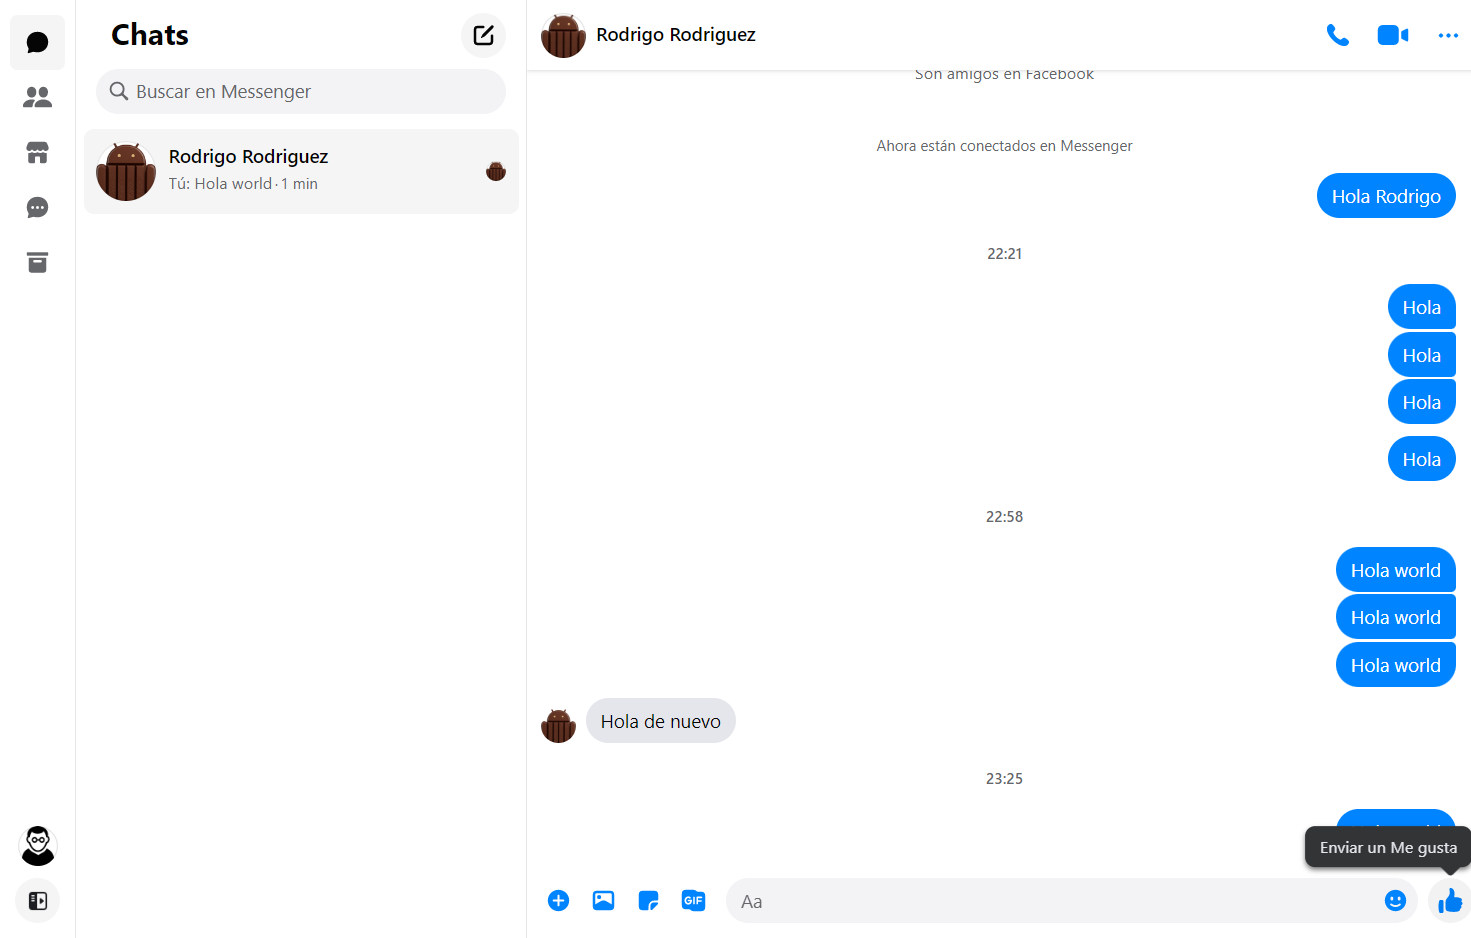 Chats
Buscar en Messenger
Rodrigo Rodriguez
Tú: Hola world · 1 min
Rodrigo Rodriguez
Son amigos en Facebook
Ahora están conectados en Messenger
Hola Rodrigo
22:21
Hola
Hola
Hola
Hola
22:58
Hola world
Hola world
Hola world
Hola de nuevo
23:25
Enviar un Me gusta
GIF
Aa